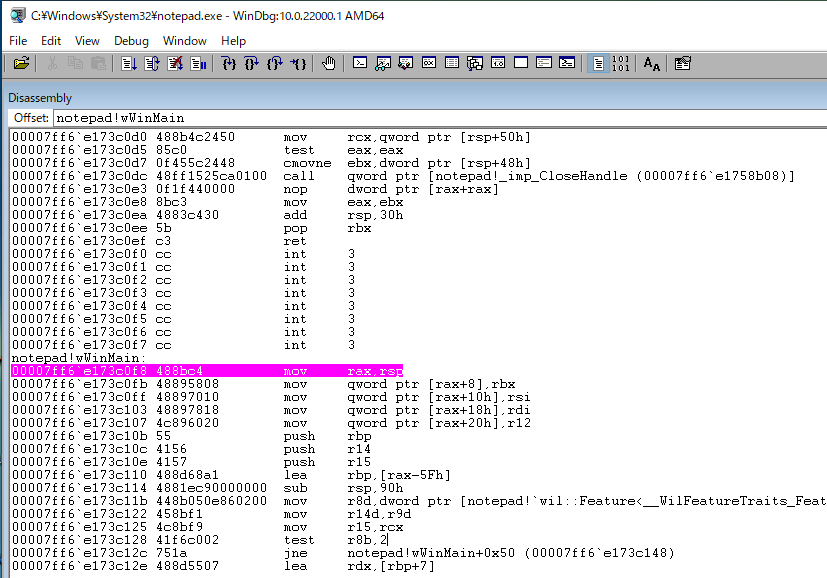 C:¥Windows¥System32¥notepad.exe - WinDbg:10.0.22000.1 AMD64
File Edit View Debug Window Help
Disassembly
Offset: notepad!wWinMain
00007ff6`e173c0d0 488b4c2450 mov rcx,qword ptr [rsp+50h]
00007ff6`e173c0d5 85c0 test eax,eax
00007ff6`e173c0d7 0f455c2448 cmovne ebx,dword ptr [rsp+48h]
00007ff6`e173c0dc 48ff1525ca0100 call qword ptr [notepad!_imp_CloseHandle (00007ff6`e1758b08)]
00007ff6`e173c0e3 0f1f440000 nop dword ptr [rax+rax]
00007ff6`e173c0e8 8bc3 mov eax,ebx
00007ff6`e173c0ea 4883c430 add rsp,30h
00007ff6`e173c0ee 5b pop rbx
00007ff6`e173c0ef c3 ret
00007ff6`e173c0f0 cc int 3
00007ff6`e173c0f1 cc int 3
00007ff6`e173c0f2 cc int 3
00007ff6`e173c0f3 cc int 3
00007ff6`e173c0f4 cc int 3
00007ff6`e173c0f5 cc int 3
00007ff6`e173c0f6 cc int 3
00007ff6`e173c0f7 cc int 3
notepad!wWinMain:
00007ff6`e173c0f8 488bc4 mov rax,rsp
00007ff6`e173c0fb 48895808 mov qword ptr [rax+8],rbx
00007ff6`e173c0ff 48897010 mov qword ptr [rax+10h],rsi
00007ff6`e173c103 48897818 mov qword ptr [rax+18h],rdi
00007ff6`e173c107 4c896020 mov qword ptr [rax+20h],r12
00007ff6`e173c10b 55 push rbp
00007ff6`e173c10c 4156 push r14
00007ff6`e173c10e 4157 push r15
00007ff6`e173c110 488d68a1 lea rbp,[rax-5Fh]
00007ff6`e173c114 4881ec90000000 sub rsp,90h
00007ff6`e173c11b 448b050e860200 mov r8d,dword ptr [notepad!`wil::Feature<__WilFeatureTraits_Feat
00007ff6`e173c122 458bf1 mov r14d,r9d
00007ff6`e173c125 4c8bf9 mov r15,rcx
00007ff6`e173c128 41f6c002 test r8b,2
00007ff6`e173c12c 751a jne notepad!wWinMain+0x50 (00007ff6`e173c148)
00007ff6`e173c12e 488d5507 lea rdx,[rbp+7]